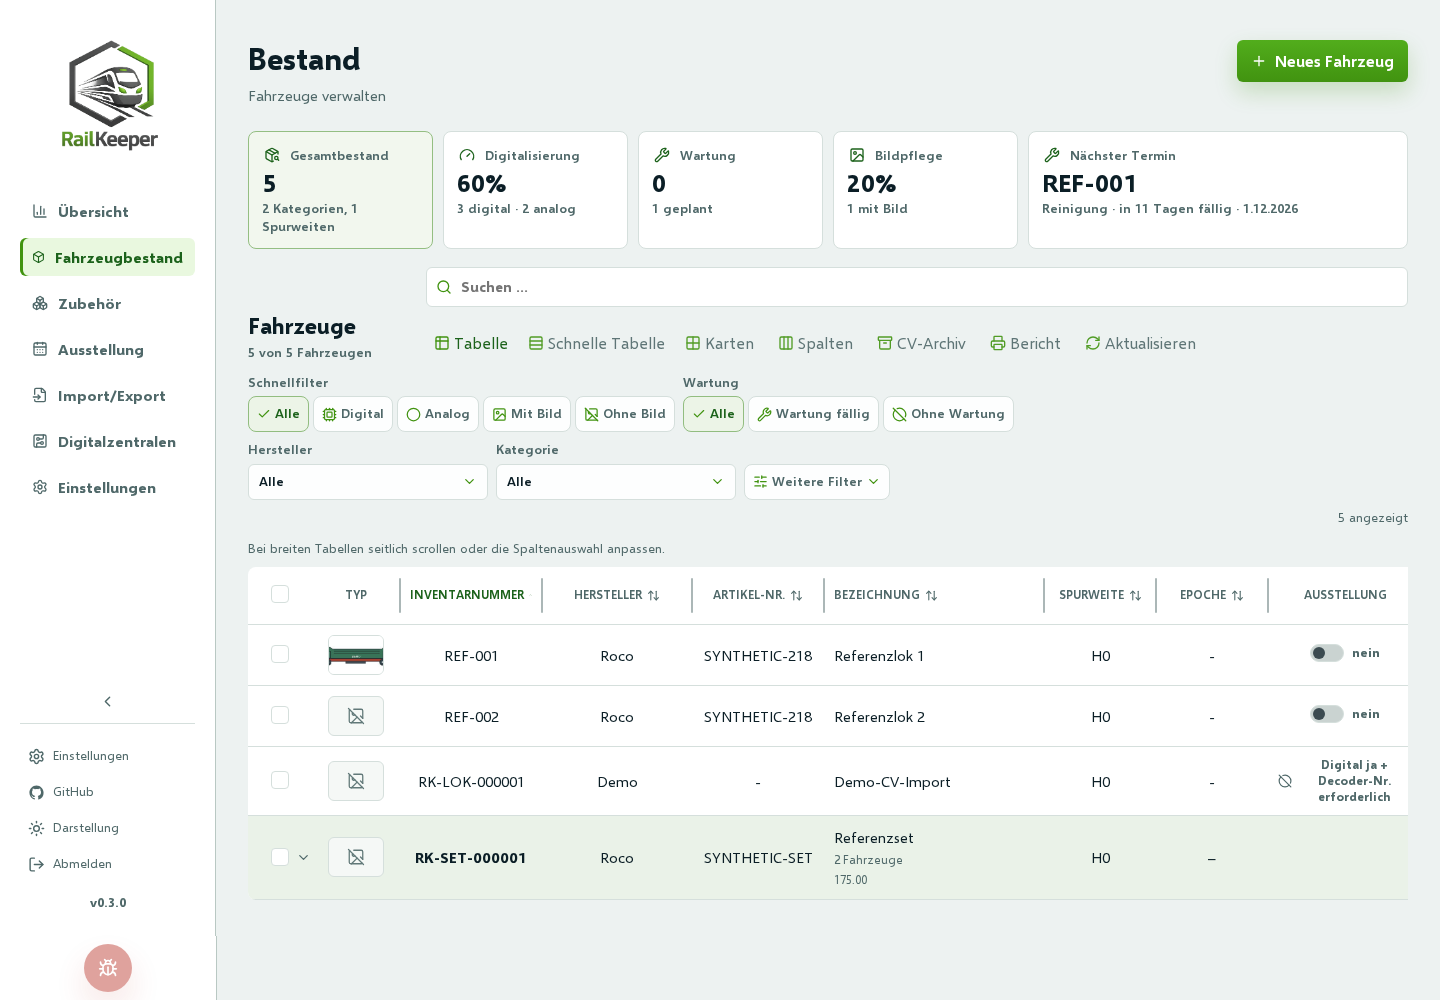 RailKeeper
Übersicht
Fahrzeugbestand
Zubehör
Ausstellung
Import/Export
Digitalzentralen
Einstellungen
Einstellungen
GitHub
Darstellung
Abmelden
v0.3.0
Bestand
Fahrzeuge verwalten
Neues Fahrzeug
Gesamtbestand
5
2 Kategorien, 1
Spurweiten
Digitalisierung
60%
3 digital · 2 analog
Wartung
0
1 geplant
Bildpflege
20%
1 mit Bild
Nächster Termin
REF-001
Reinigung · in 11 Tagen fällig · 1.12.2026
Suchen ...
Fahrzeuge
5 von 5 Fahrzeugen
Tabelle Schnelle Tabelle Karten Spalten CV-Archiv Bericht Aktualisieren
Schnellfilter
Alle Digital Analog Mit Bild Ohne Bild
Wartung
Alle Wartung fällig Ohne Wartung
Hersteller
Alle
Kategorie
Alle
Weitere Filter
5 angezeigt
Bei breiten Tabellen seitlich scrollen oder die Spaltenauswahl anpassen.
TYP INVENTARNUMMER HERSTELLER ARTIKEL-NR. BEZEICHNUNG SPURWEITE EPOCHE AUSSTELLUNG
REF-001 Roco SYNTHETIC-218 Referenzlok 1 H0 - nein
REF-002 Roco SYNTHETIC-218 Referenzlok 2 H0 - nein
RK-LOK-000001 Demo - Demo-CV-Import H0 - Digital ja +
Decoder-Nr.
erforderlich
RK-SET-000001 Roco SYNTHETIC-SET Referenzset H0 –
2 Fahrzeuge
175.00